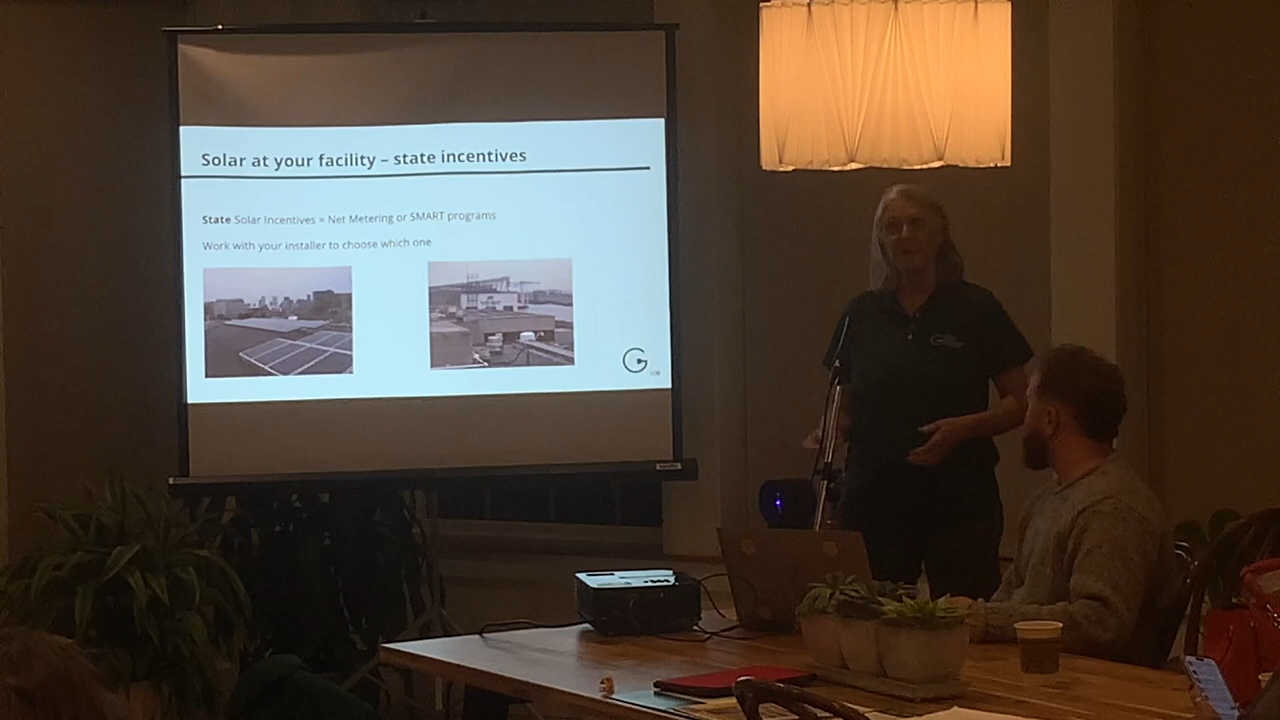 Solar at your facility – state incentives
State Solar Incentives = Net Metering or SMART programs
Work with your installer to choose which one